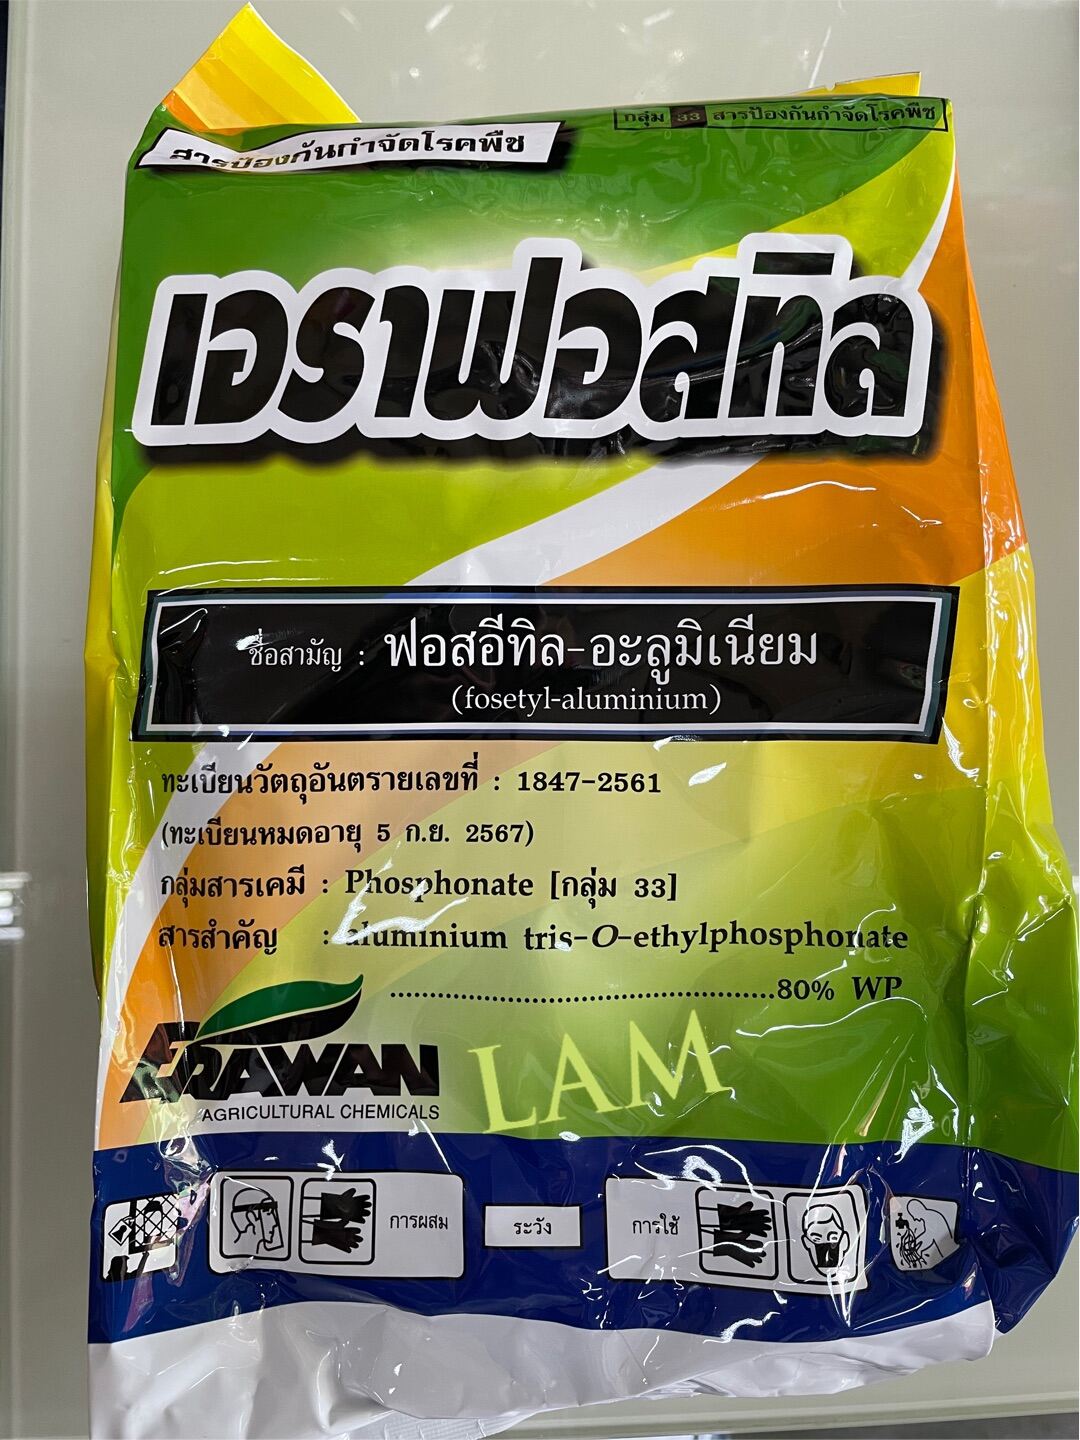 สารป้องกันกำจัดโรคพืช
กลุ่ม 33 สารป้องกันกำจัดโรคพืช
เอราฟอสทิล
ชื่อสามัญ : ฟอสอีทิล-อะลูมิเนียม
(fosetyl-aluminium)
ทะเบียนวัตถุอันตรายเลขที่ : 1847-2561
(ทะเบียนหมดอายุ 5 ก.ย. 2567)
กลุ่มสารเคมี : Phosphonate [กลุ่ม 33]
สารสำคัญ : aluminium tris-O-ethylphosphonate
............................................80% WP
ERAWAN
AGRICULTURAL CHEMICALS
LAM
การผสม
ระวัง
การใช้